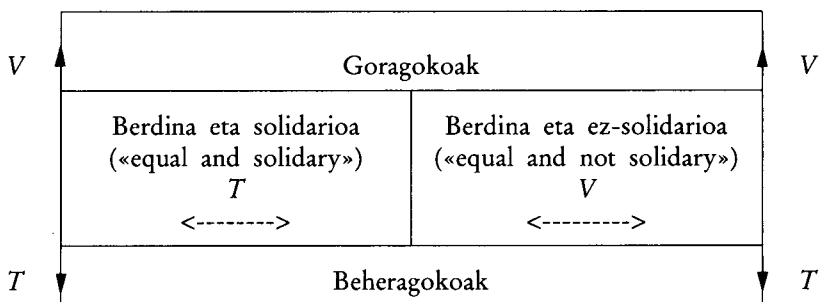 V Goragokoak V
Berdina eta solidarioa
(«equal and solidary»)
T
<-------->
Berdina eta ez-solidarioa
(«equal and not solidary»)
V
<--------->
T Beheragokoak T